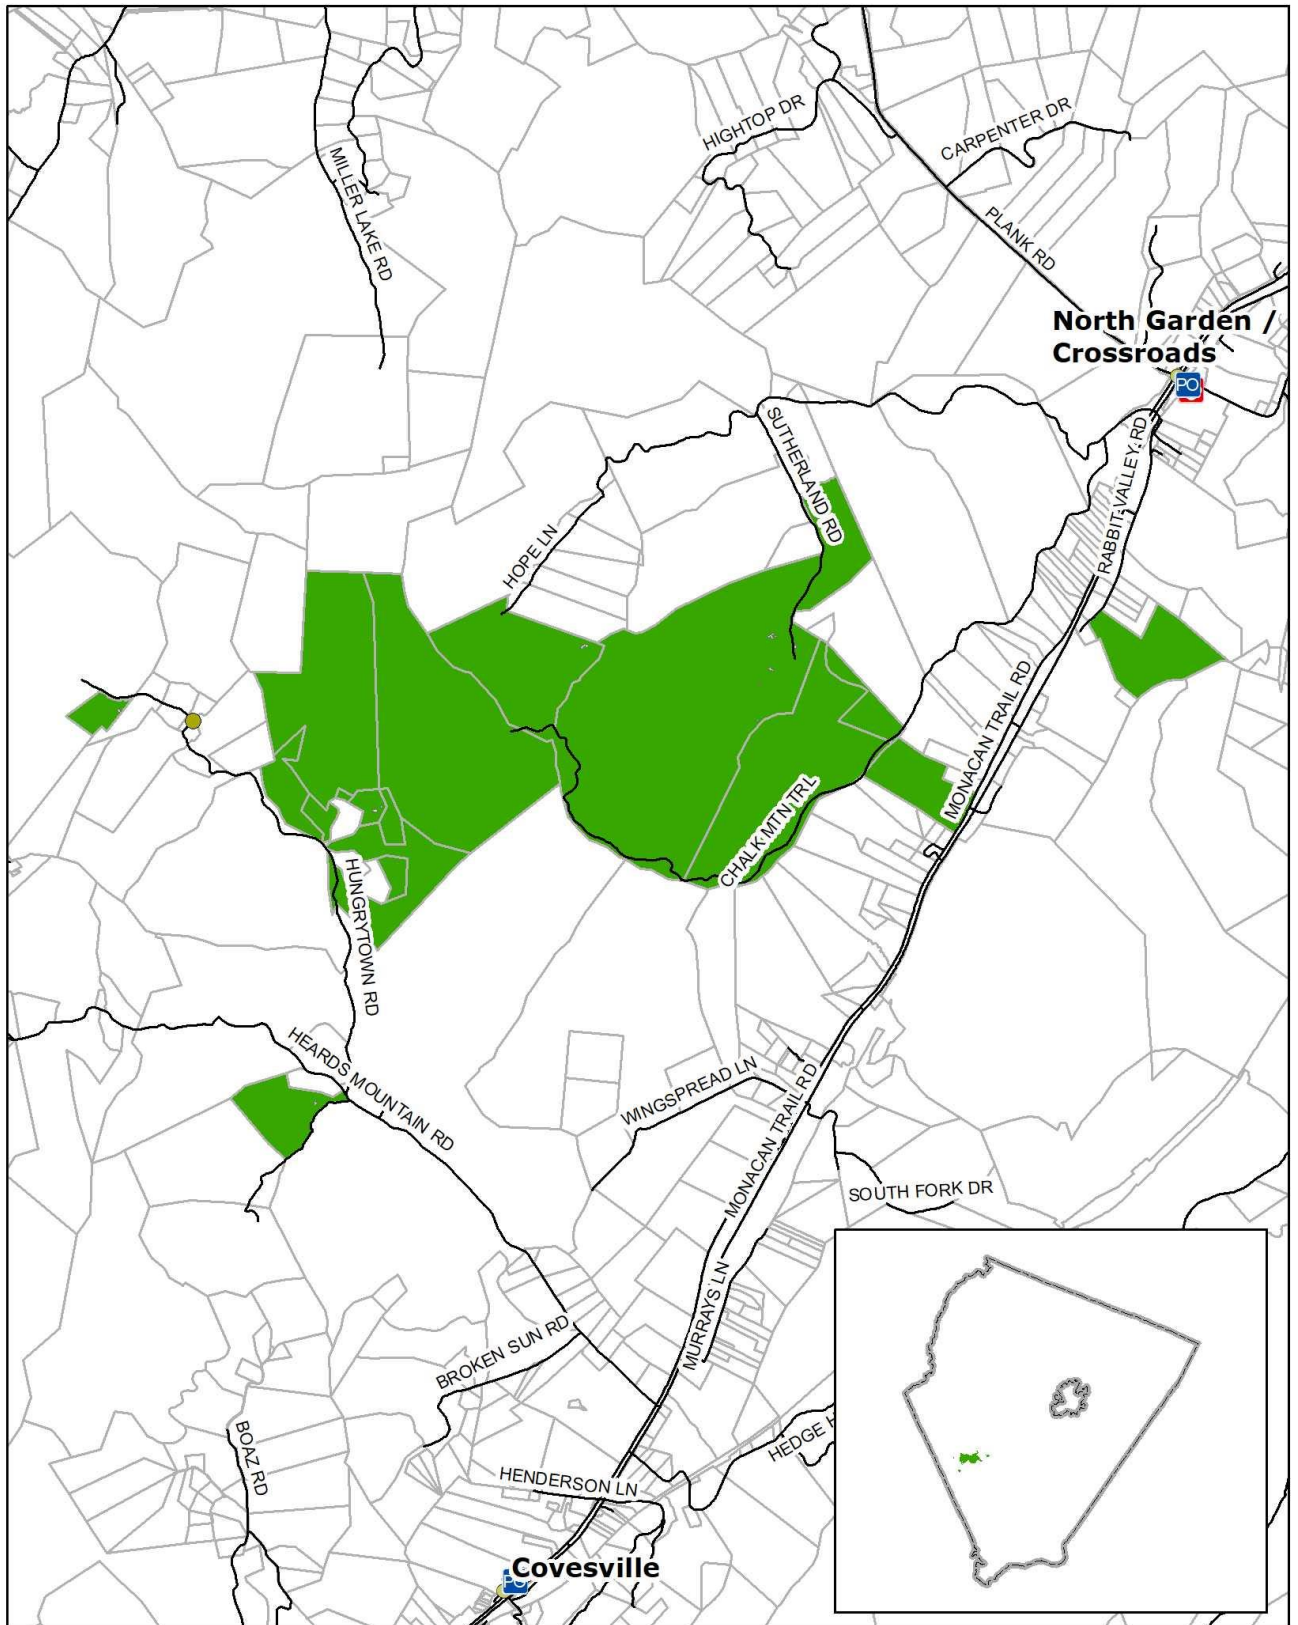 HIGHTOP DR
CARPENTER DR
MILLER LAKE RD
PLANK RD
North Garden /
Crossroads
PO
SUTHERLAND RD
RABBIT VALLEY RD
HOPE LN
MONACAN TRAIL RD
CHALK MTN TRL
HUNGRYTOWN RD
HEARDS MOUNTAIN RD
WINGSPREAD LN
MONACAN TRAIL RD
SOUTH FORK DR
MURRAYS LN
BROKEN SUN RD
BOAZ RD
HEDGE H
HENDERSON LN
Covesville
PO